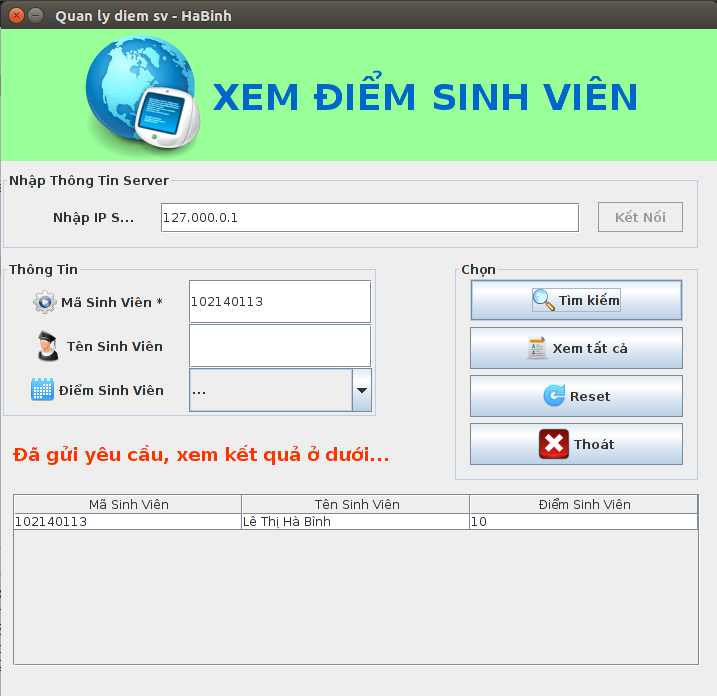 Quan ly diem sv - HaBinh
XEM ĐIỂM SINH VIÊN
Nhập Thông Tin Server
Nhập IP S... 127.000.0.1 Kết Nối
Thông Tin
Mã Sinh Viên * 102140113
Tên Sinh Viên
Điểm Sinh Viên ...
Chọn
Tìm kiếm
Xem tất cả
Reset
Thoát
Đã gửi yêu cầu, xem kết quả ở dưới...
Mã Sinh Viên Tên Sinh Viên Điểm Sinh Viên
102140113 Lê Thị Hà Bình 10